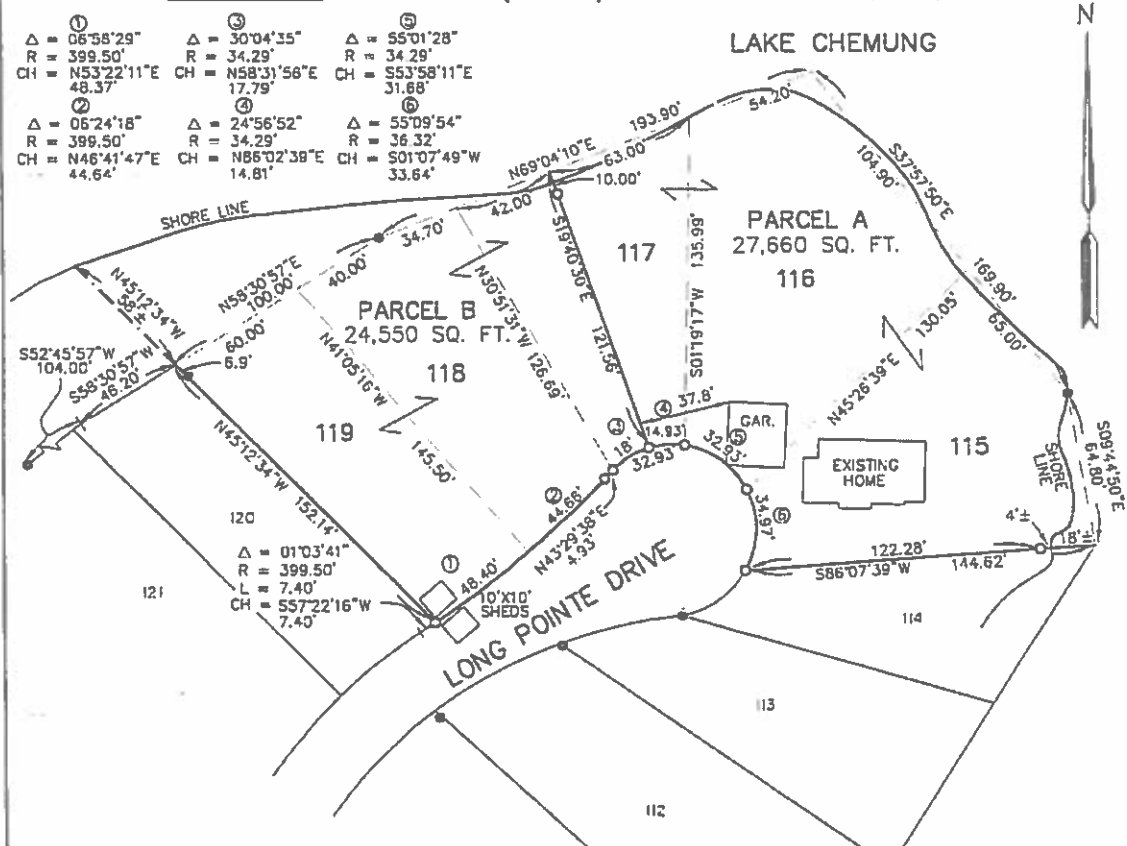 ①
Δ = 06°58'29"
R = 399.50'
CH = N53°22'11"E
48.37'
③
Δ = 30°04'35"
R = 34.29'
CH = N58°31'56"E
17.79'
⑤
Δ = 55°01'28"
R = 34.29'
CH = S53°58'11"E
31.68'
②
Δ = 06°24'18"
R = 399.50'
CH = N46°41'47"E
44.64'
④
Δ = 24°56'52"
R = 34.29'
CH = N86°02'39"E
14.81'
⑥
Δ = 55°09'54"
R = 36.32'
CH = S01°07'49"W
33.64'
LAKE CHEMUNG
N
SHORE LINE
N69°04'10"E
193.90'
54.20'
63.00'
10.00'
42.00'
34.70'
S37°57'50"E
104.90'
169.90'
65.00'
PARCEL A
27,660 SQ. FT.
117
116
115
S19°40'30"E
121.56'
S01°19'17"W
135.99'
N45°26'39"E
130.05'
N45°12'34"W
58'±
N58°30'57"E
100.00'
40.00'
60.00'
6.9'
S52°45'57"W
104.00'
S58°30'57"W
46.20'
PARCEL B
24,550 SQ. FT.
118
119
N30°51'31"W
126.69'
N41°05'16"W
145.50'
N45°12'34"W
152.14'
④
37.8'
14.93'
GAR.
③
18'
32.93'
32.93'
⑤
34.97'
⑥
EXISTING
HOME
SHORE
LINE
S09°44'50"E
64.80'
4'±
18'±
122.28'
S86°07'39"W
144.62'
②
44.66'
N43°29'38"E
4.93'
①
48.40'
10'X10'
SHEDS
120
Δ = 01°03'41"
R = 399.50'
L = 7.40'
CH = S57°22'16"W
7.40'
121
LONG POINTE DRIVE
114
113
112